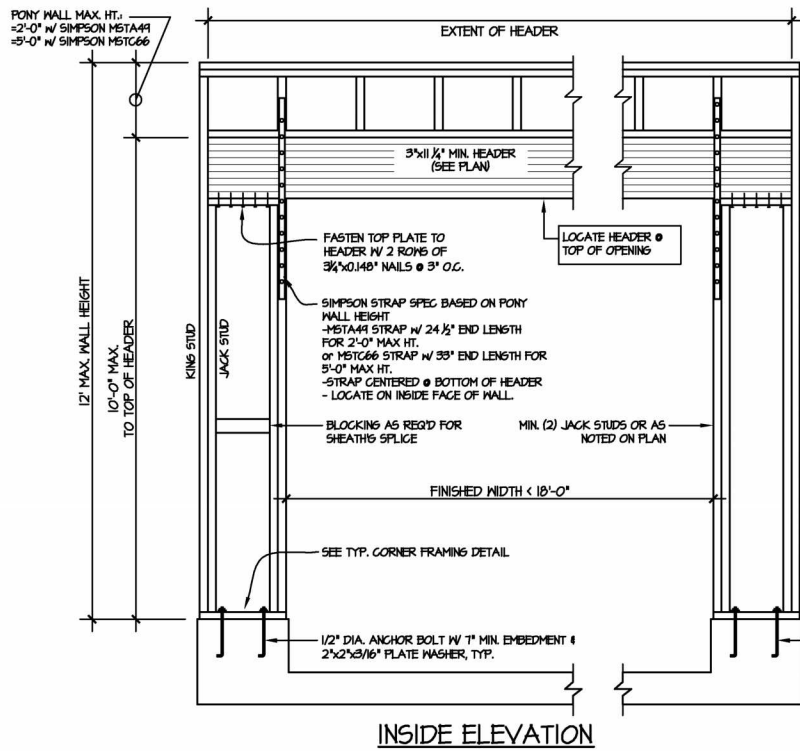 PONY WALL MAX. HT.:
=2'-0" W/ SIMPSON MSTA49
=5'-0" W/ SIMPSON MSTC66
EXTENT OF HEADER
3"x11 1/4" MIN. HEADER
(SEE PLAN)
FASTEN TOP PLATE TO
HEADER W/ 2 ROWS OF
3 1/4"x0.148" NAILS @ 3" O.C.
LOCATE HEADER @
TOP OF OPENING
SIMPSON STRAP SPEC BASED ON PONY
WALL HEIGHT
-MSTA49 STRAP W/ 24 1/2" END LENGTH
FOR 2'-0" MAX HT.
or MSTC66 STRAP W/ 33" END LENGTH FOR
5'-0" MAX HT.
-STRAP CENTERED @ BOTTOM OF HEADER
- LOCATE ON INSIDE FACE OF WALL.
12' MAX. WALL HEIGHT
10'-0" MAX.
TO TOP OF HEADER
KING STUD
JACK STUD
BLOCKING AS REQ'D FOR
SHEATH'G SPLICE
MIN. (2) JACK STUDS OR AS
NOTED ON PLAN
FINISHED WIDTH < 18'-0"
SEE TYP. CORNER FRAMING DETAIL
1/2" DIA. ANCHOR BOLT W/ 7" MIN. EMBEDMENT &
2"x2"x3/16" PLATE WASHER, TYP.
INSIDE ELEVATION